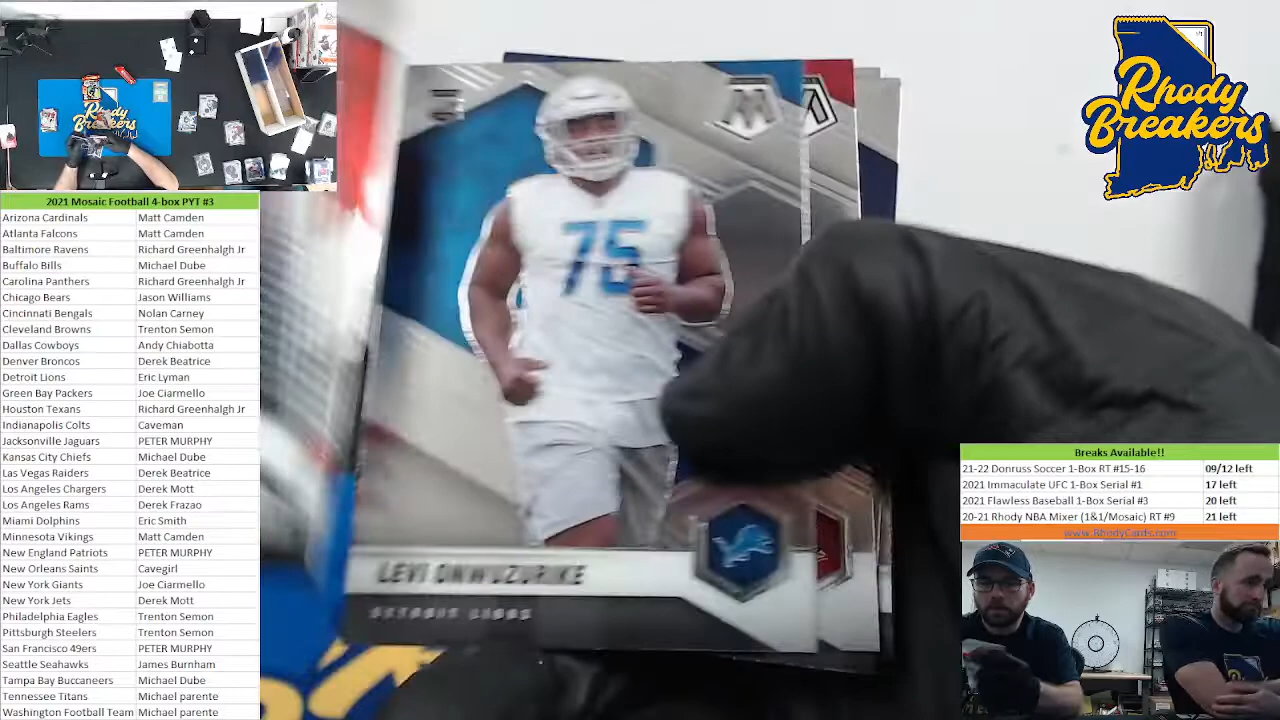 2021 Mosaic Football 4-box PYT #3
Arizona Cardinals Matt Camden
Atlanta Falcons Matt Camden
Baltimore Ravens Richard Greenhalgh Jr
Buffalo Bills Michael Dube
Carolina Panthers Richard Greenhalgh Jr
Chicago Bears Jason Williams
Cincinnati Bengals Nolan Carney
Cleveland Browns Trenton Semon
Dallas Cowboys Andy Chiabotta
Denver Broncos Derek Beatrice
Detroit Lions Eric Lyman
Green Bay Packers Joe Ciarmello
Houston Texans Richard Greenhalgh Jr
Indianapolis Colts Caveman
Jacksonville Jaguars PETER MURPHY
Kansas City Chiefs Michael Dube
Las Vegas Raiders Derek Beatrice
Los Angeles Chargers Derek Mott
Los Angeles Rams Derek Frazao
Miami Dolphins Eric Smith
Minnesota Vikings Matt Camden
New England Patriots PETER MURPHY
New Orleans Saints Cavegirl
New York Giants Joe Ciarmello
New York Jets Derek Mott
Philadelphia Eagles Trenton Semon
Pittsburgh Steelers Trenton Semon
San Francisco 49ers PETER MURPHY
Seattle Seahawks James Burnham
Tampa Bay Buccaneers Michael Dube
Tennessee Titans Michael parente
Washington Football Team Michael parente
Rhody
Breakers
75
LEVI ONWUZURIKE
DETROIT LIONS
Rhody
Breakers
Breaks Available!!
21-22 Donruss Soccer 1-Box RT #15-16 09/12 left
2021 Immaculate UFC 1-Box Serial #1 17 left
2021 Flawless Baseball 1-Box Serial #3 20 left
20-21 Rhody NBA Mixer (1&1/Mosaic) RT #9 21 left
www.RhodyCards.com